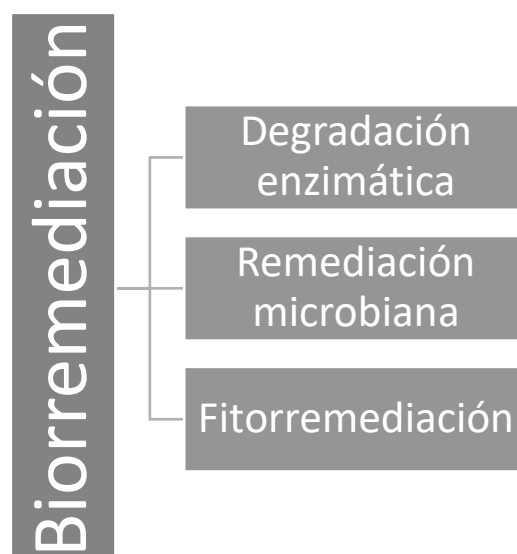 Biorremediación
Degradación
enzimática
Remediación
microbiana
Fitorremediación